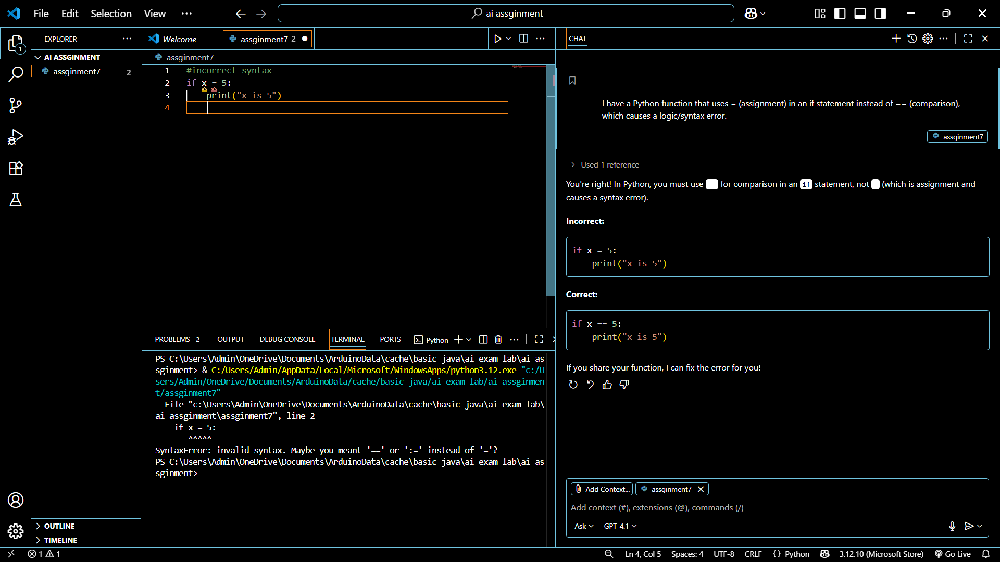 File Edit Selection View ···
ai assginment
EXPLORER
AI ASSGINMENT
assginment7 2
1
Welcome
assginment7 2
assginment7
1 #incorrect syntax
2 if x = 5:
3     print("x is 5")
4
PROBLEMS 2 OUTPUT DEBUG CONSOLE TERMINAL PORTS Python
PS C:\Users\Admin\OneDrive\Documents\ArduinoData\cache\basic java\ai exam lab\ai as
sginment> & C:/Users/Admin/AppData/Local/Microsoft/WindowsApps/python3.12.exe "c:/U
sers/Admin/OneDrive/Documents/ArduinoData/cache/basic java/ai exam lab/ai assginmen
t/assginment7"
  File "c:\Users\Admin\OneDrive\Documents\ArduinoData\cache\basic java\ai exam lab\
ai assginment\assginment7", line 2
    if x = 5:
       ^^^^^
SyntaxError: invalid syntax. Maybe you meant '==' or ':=' instead of '='?
PS C:\Users\Admin\OneDrive\Documents\ArduinoData\cache\basic java\ai exam lab\ai as
sginment>
OUTLINE
TIMELINE
CHAT
I have a Python function that uses = (assignment) in an if statement instead of == (comparison),
which causes a logic/syntax error.
assginment7
Used 1 reference
You're right! In Python, you must use == for comparison in an if statement, not = (which is assignment and
causes a syntax error).
Incorrect:
if x = 5:
    print("x is 5")
Correct:
if x == 5:
    print("x is 5")
If you share your function, I can fix the error for you!
Add Context... assginment7
Add context (#), extensions (@), commands (/)
Ask GPT-4.1
1 1
Ln 4, Col 5 Spaces: 4 UTF-8 CRLF {} Python 3.12.10 (Microsoft Store) Go Live